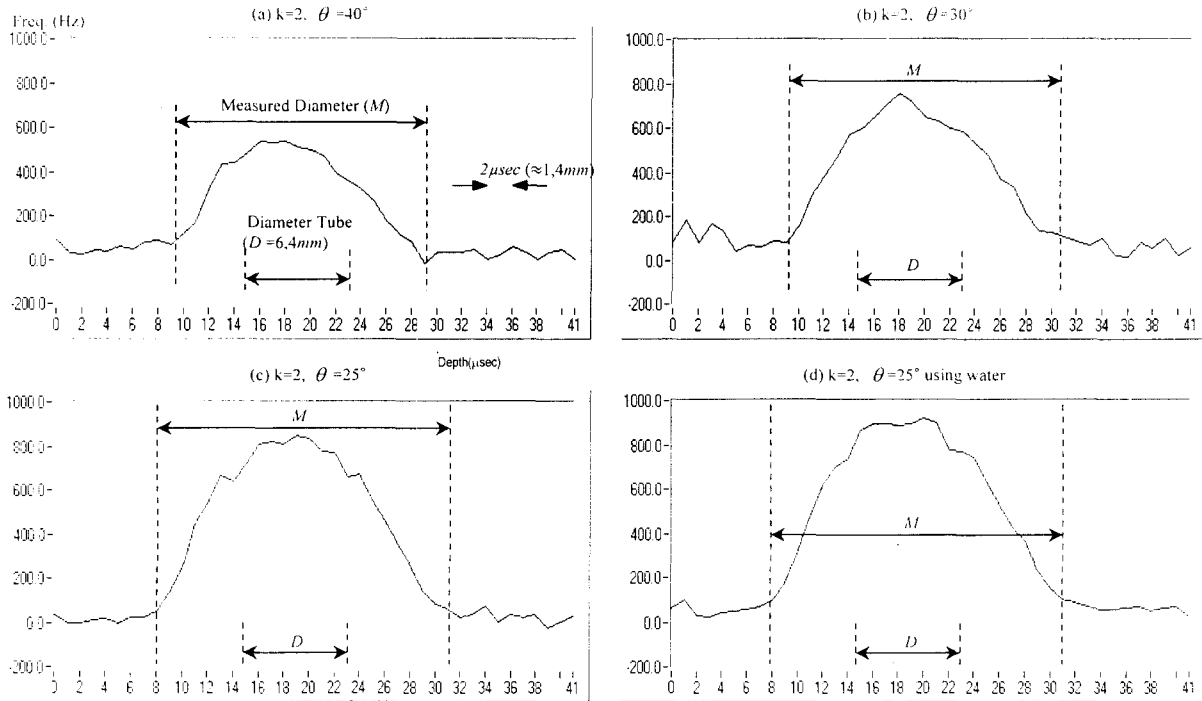 Freq. (Hz)
(a) k=2, θ=40°
1000.0
800.0
600.0
400.0
200.0
0.0
-200.0
Measured Diameter (M)
2μsec (≈1,4mm)
Diameter Tube
(D =6,4mm)
0 2 4 6 8 10 12 14 16 18 20 22 24 26 28 30 32 34 36 38 41
Depth(μsec)
(b) k=2, θ=30°
1000.0
800.0
600.0
400.0
200.0
0.0
-200.0
M
D
0 2 4 6 8 10 12 14 16 18 20 22 24 26 28 30 32 34 36 38 41
(c) k=2, θ=25°
1000.0
800.0
600.0
400.0
200.0
0.0
-200.0
M
D
0 2 4 6 8 10 12 14 16 18 20 22 24 26 28 30 32 34 36 38 41
(d) k=2, θ=25° using water
1000.0
800.0
600.0
400.0
200.0
0.0
-200.0
M
D
0 2 4 6 8 10 12 14 16 18 20 22 24 26 28 30 32 34 36 38 41